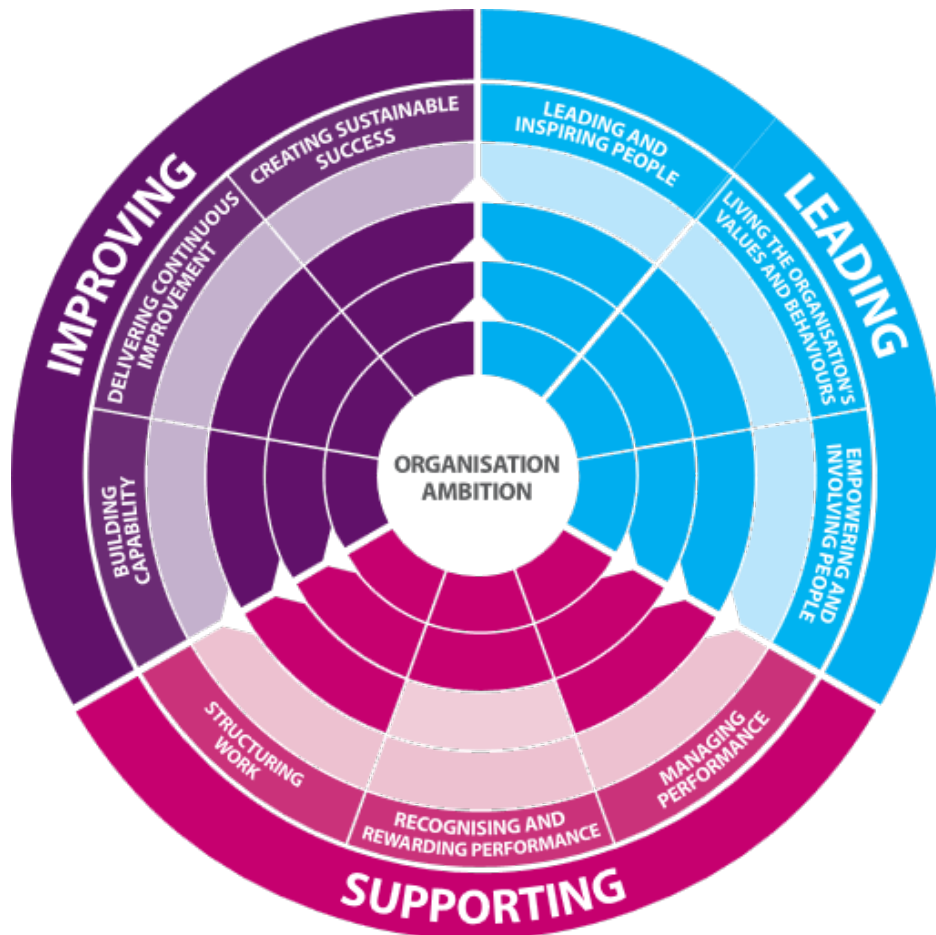 IMPROVING
CREATING SUSTAINABLE
SUCCESS
DELIVERING CONTINUOUS
IMPROVEMENT
BUILDING
CAPABILITY
LEADING
LEADING AND
INSPIRING PEOPLE
LIVING THE ORGANISATION'S
VALUES AND BEHAVIOURS
EMPOWERING AND
INVOLVING PEOPLE
ORGANISATION
AMBITION
STRUCTURING
WORK
RECOGNISING AND
REWARDING PERFORMANCE
MANAGING
PERFORMANCE
SUPPORTING